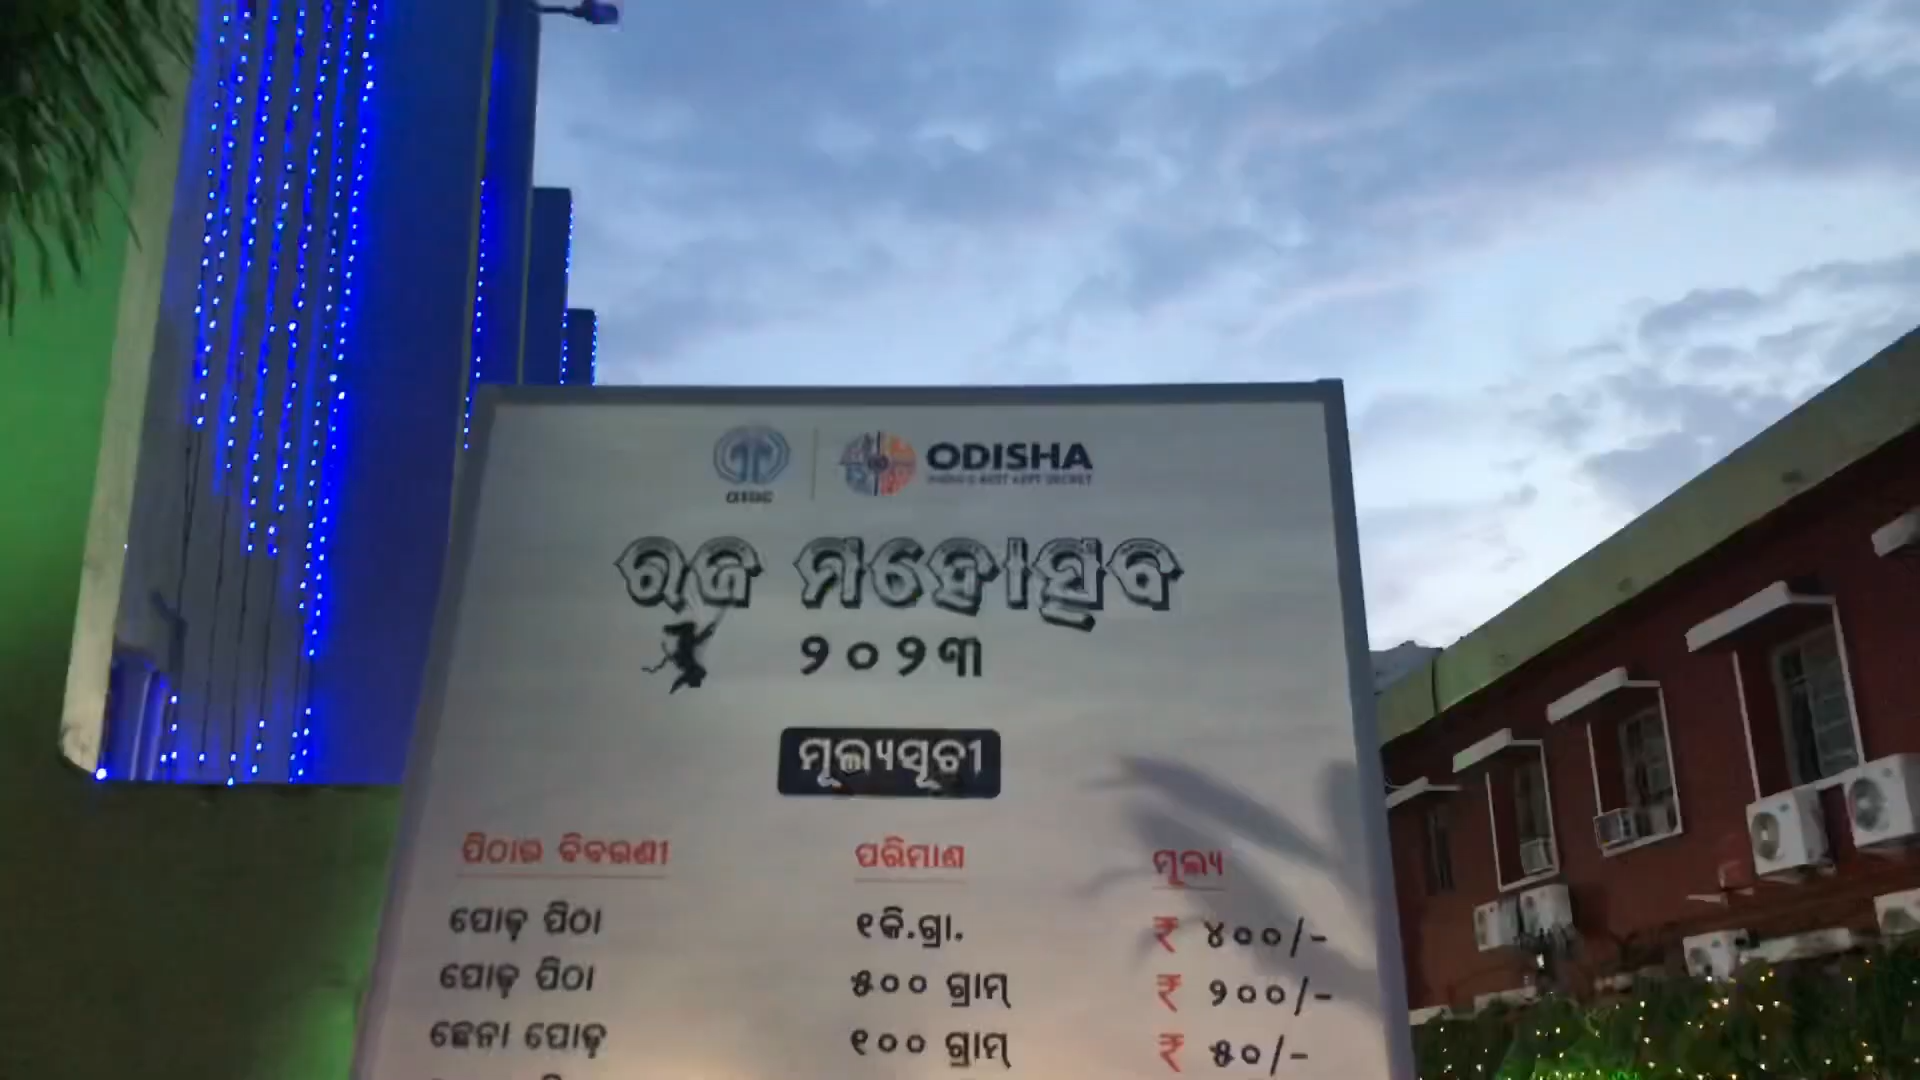 OTDC
ODISHA
INDIA'S BEST KEPT SECRET
ରଜ ମହୋତ୍ସବ
୨୦୨୩
ମୂଲ୍ୟସୂଚୀ
ପିଠାର ବିବରଣୀ ପରିମାଣ ମୂଲ୍ୟ
ପୋଡ଼ ପିଠା ୧କି.ଗ୍ରା. ₹ ୪୦୦/-
ପୋଡ଼ ପିଠା ୫୦୦ ଗ୍ରାମ୍ ₹ ୨୦୦/-
ଛେନା ପୋଡ଼ ୧୦୦ ଗ୍ରାମ୍ ₹ ୫୦/-